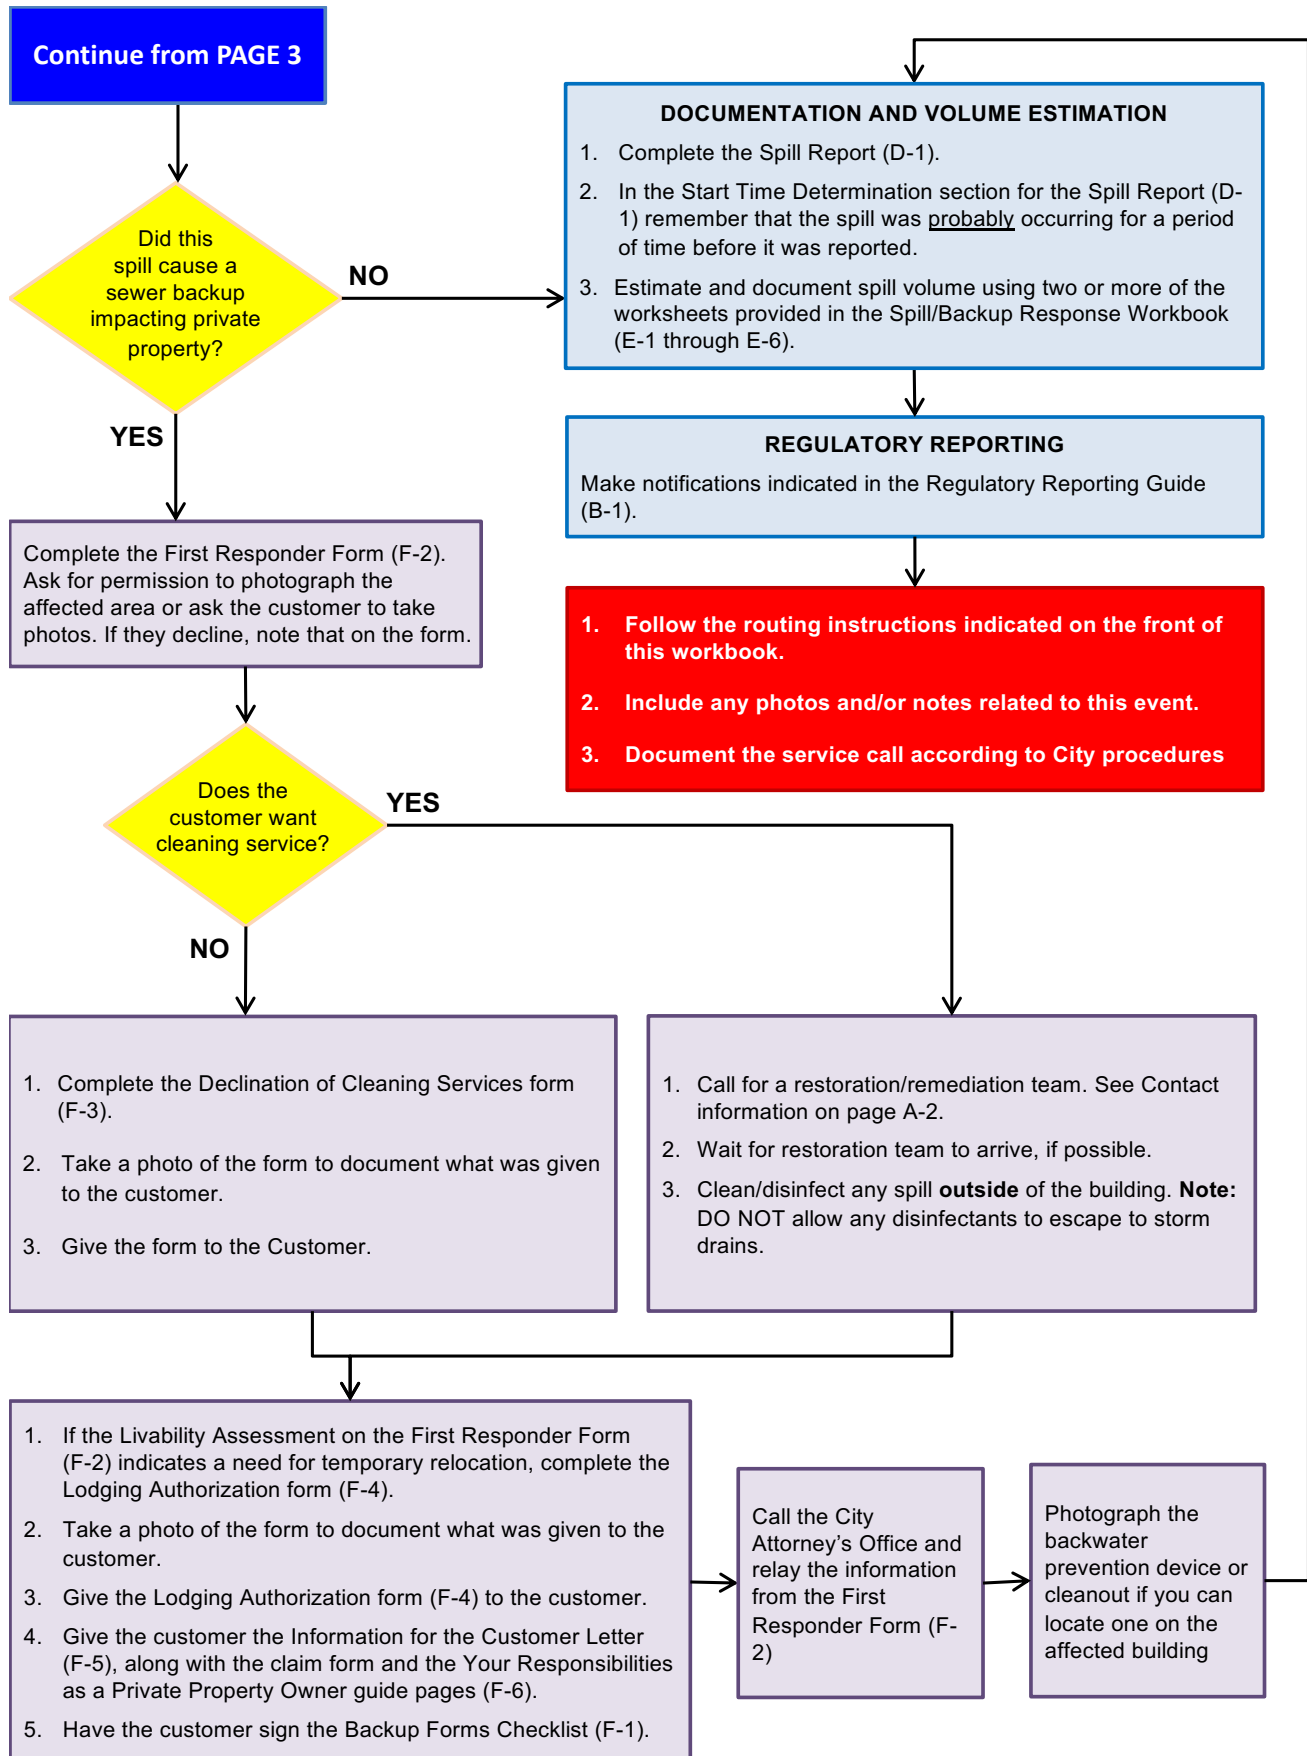 Continue from PAGE 3
Did this
spill cause a
sewer backup
impacting private
property?
NO
YES
DOCUMENTATION AND VOLUME ESTIMATION
1. Complete the Spill Report (D-1).
2. In the Start Time Determination section for the Spill Report (D-
1) remember that the spill was probably occurring for a period
of time before it was reported.
3. Estimate and document spill volume using two or more of the
worksheets provided in the Spill/Backup Response Workbook
(E-1 through E-6).
REGULATORY REPORTING
Make notifications indicated in the Regulatory Reporting Guide
(B-1).
1. Follow the routing instructions indicated on the front of
this workbook.
2. Include any photos and/or notes related to this event.
3. Document the service call according to City procedures
Complete the First Responder Form (F-2).
Ask for permission to photograph the
affected area or ask the customer to take
photos. If they decline, note that on the form.
Does the
customer want
cleaning service?
YES
NO
1. Complete the Declination of Cleaning Services form
(F-3).
2. Take a photo of the form to document what was given
to the customer.
3. Give the form to the Customer.
1. Call for a restoration/remediation team. See Contact
information on page A-2.
2. Wait for restoration team to arrive, if possible.
3. Clean/disinfect any spill outside of the building. Note:
DO NOT allow any disinfectants to escape to storm
drains.
1. If the Livability Assessment on the First Responder Form
(F-2) indicates a need for temporary relocation, complete the
Lodging Authorization form (F-4).
2. Take a photo of the form to document what was given to the
customer.
3. Give the Lodging Authorization form (F-4) to the customer.
4. Give the customer the Information for the Customer Letter
(F-5), along with the claim form and the Your Responsibilities
as a Private Property Owner guide pages (F-6).
5. Have the customer sign the Backup Forms Checklist (F-1).
Call the City
Attorney's Office and
relay the information
from the First
Responder Form (F-
2)
Photograph the
backwater
prevention device or
cleanout if you can
locate one on the
affected building